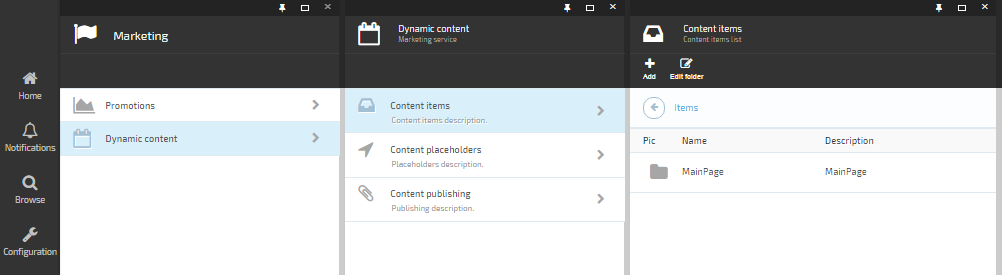 Home
Notifications
Browse
Configuration
Marketing
Promotions
Dynamic content
Dynamic content
Marketing service
Content items
Content items description.
Content placeholders
Placeholders description.
Content publishing
Publishing description.
Content items
Content items list
Add Edit folder
Items
Pic Name Description
MainPage MainPage